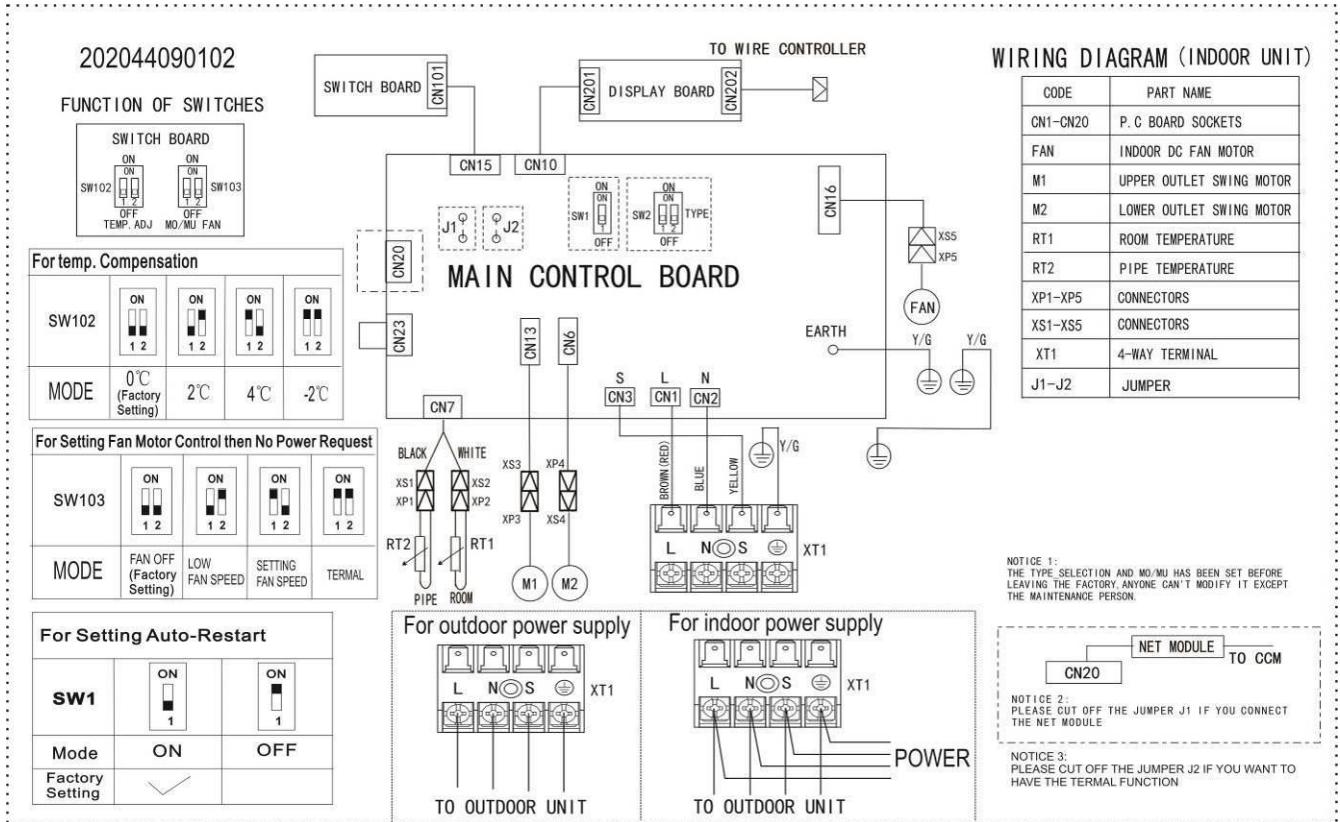 202044090102
FUNCTION OF SWITCHES
SWITCH BOARD
ON ON
ON ON
SW102 1 2 1 2 SW103
OFF OFF
TEMP. ADJ MO/MU FAN
For temp. Compensation
SW102
ON ON ON ON
1 2 1 2 1 2 1 2
MODE
0℃ (Factory Setting)
2℃
4℃
-2℃
For Setting Fan Motor Control then No Power Request
SW103
ON ON ON ON
1 2 1 2 1 2 1 2
MODE
FAN OFF (Factory Setting)
LOW FAN SPEED
SETTING FAN SPEED
TERMAL
For Setting Auto-Restart
SW1
ON ON
1 1
Mode ON OFF
Factory Setting
SWITCH BOARD
CN101
TO WIRE CONTROLLER
CN201
DISPLAY BOARD
CN202
CN15
CN10
CN16
J1
J2
ON
ON
SW1
1
OFF
ON
ON
SW2
1 2
TYPE
OFF
CN20
MAIN CONTROL BOARD
CN23
CN13
CN6
EARTH
XS5
XP5
FAN
Y/G
Y/G
S L N
CN3 CN1 CN2
CN7
BLACK WHITE
XS1 XS2
XP1 XP2
RT2 RT1
PIPE ROOM
XS3 XP4
XP3 XS4
M1 M2
BROWN(RED)
BLUE
YELLOW
Y/G
L N S XT1
For outdoor power supply
L N S XT1
TO OUTDOOR UNIT
For indoor power supply
L N S XT1
POWER
TO OUTDOOR UNIT
WIRING DIAGRAM (INDOOR UNIT)
CODE PART NAME
CN1-CN20 P.C BOARD SOCKETS
FAN INDOOR DC FAN MOTOR
M1 UPPER OUTLET SWING MOTOR
M2 LOWER OUTLET SWING MOTOR
RT1 ROOM TEMPERATURE
RT2 PIPE TEMPERATURE
XP1-XP5 CONNECTORS
XS1-XS5 CONNECTORS
XT1 4-WAY TERMINAL
J1-J2 JUMPER
NOTICE 1:
THE TYPE SELECTION AND MO/MU HAS BEEN SET BEFORE
LEAVING THE FACTORY.ANYONE CAN'T MODIFY IT EXCEPT
THE MAINTENANCE PERSON.
NET MODULE
TO CCM
CN20
NOTICE 2:
PLEASE CUT OFF THE JUMPER J1 IF YOU CONNECT
THE NET MODULE
NOTICE 3:
PLEASE CUT OFF THE JUMPER J2 IF YOU WANT TO
HAVE THE TERMAL FUNCTION